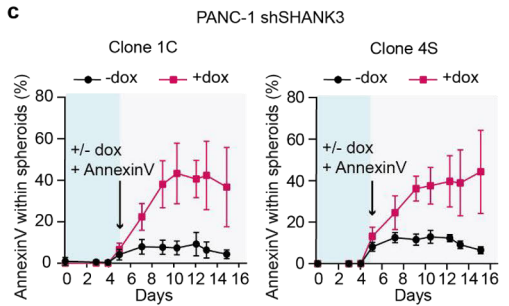 c
PANC-1 shSHANK3
Clone 1C
-dox +dox
AnnexinV within spheroids (%)
80
60
40
20
0
+/- dox
+ AnnexinV
0 2 4 6 8 10 12 14 16
Days
Clone 4S
-dox +dox
AnnexinV within spheroids (%)
80
60
40
20
0
+/- dox
+ AnnexinV
0 2 4 6 8 10 12 14 16
Days